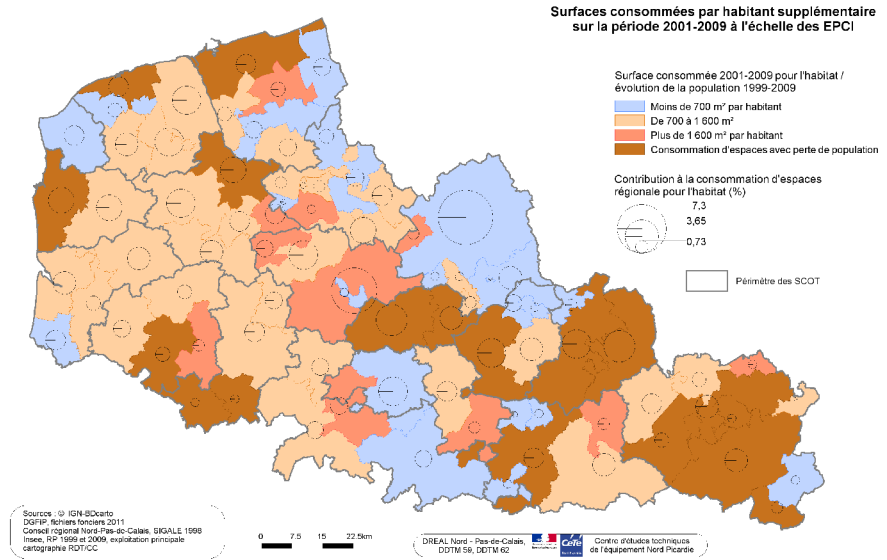 Surfaces consommées par habitant supplémentaire
sur la période 2001-2009 à l'échelle des EPCI
Surface consommée 2001-2009 pour l'habitat /
évolution de la population 1999-2009
Moins de 700 m² par habitant
De 700 à 1 600 m²
Plus de 1 600 m² par habitant
Consommation d'espaces avec perte de population
Contribution à la consommation d'espaces
régionale pour l'habitat (%)
7,3
3,65
0,73
Périmètre des SCOT
Sources : © IGN-BDcarto
DGFiP, fichiers fonciers 2011
Conseil régional Nord-Pas-de-Calais, SIGALE 1998
Insee, RP 1999 et 2009, exploitation principale
cartographie RDT/CC
0 7.5 15 22.5km
DREAL Nord - Pas-de-Calais,
DDTM 59, DDTM 62
CETE
Centre d'études techniques
de l'équipement Nord Picardie